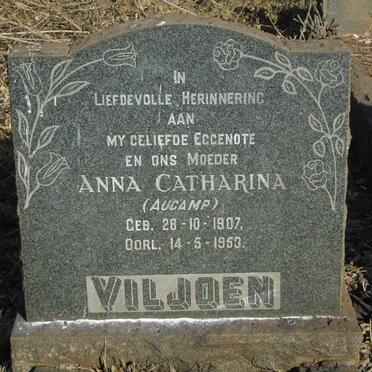 IN
LIEFDEVOLLE HERINNERING
AAN
MY GELIEFDE EGGENOTE
EN ONS MOEDER
ANNA CATHARINA
(AUCAMP)
GEB. 28-10-1907.
OORL. 14-5-1953.
VILJOEN